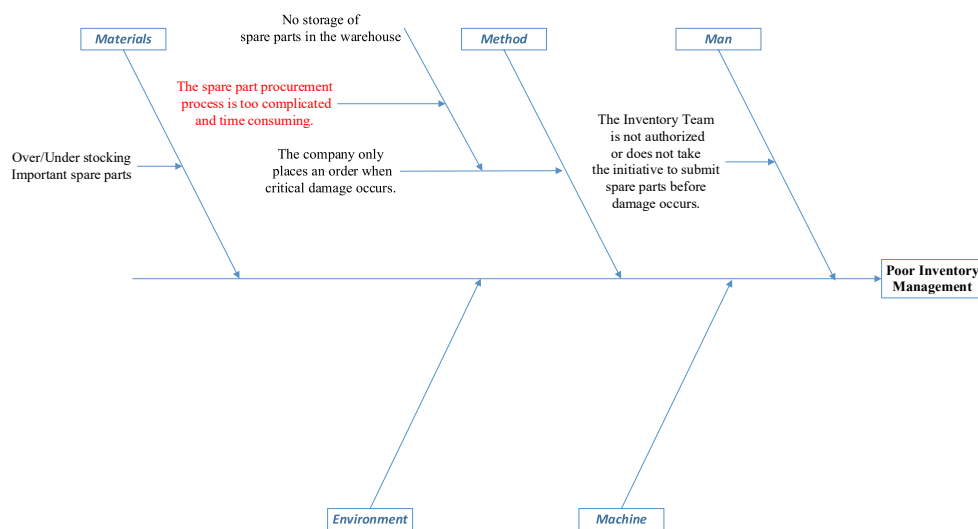 No storage of
spare parts in the warehouse
Materials
Method
Man
The spare part procurement
process is too complicated
and time consuming.
The Inventory Team
is not authorized
or does not take
the initiative to submit
spare parts before
damage occurs.
Over/Under stocking
Important spare parts
The company only
places an order when
critical damage occurs.
Poor Inventory
Management
Environment
Machine